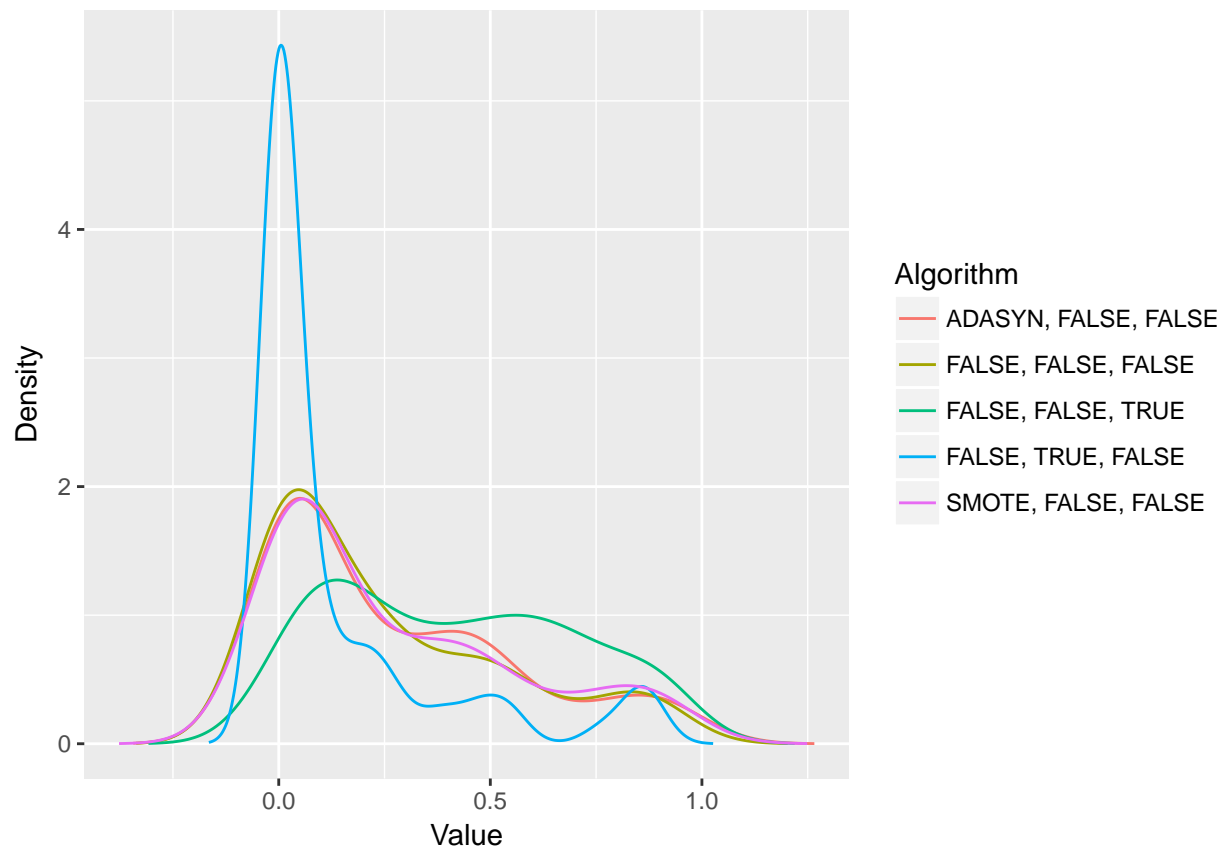 4
2
0
0.0
0.5
1.0
Value
Density
Algorithm
ADASYN, FALSE, FALSE
FALSE, FALSE, FALSE
FALSE, FALSE, TRUE
FALSE, TRUE, FALSE
SMOTE, FALSE, FALSE